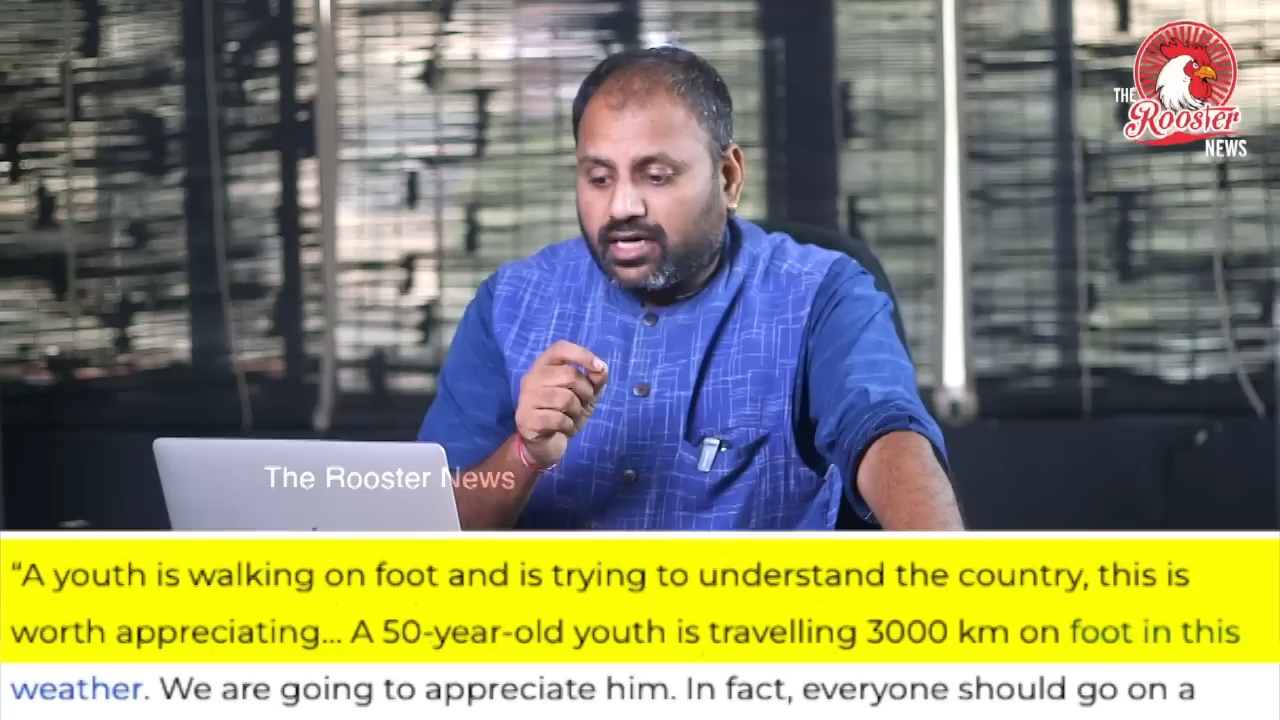 THE
Rooster
NEWS
The Rooster News
“A youth is walking on foot and is trying to understand the country, this is
worth appreciating... A 50-year-old youth is travelling 3000 km on foot in this
weather. We are going to appreciate him. In fact, everyone should go on a